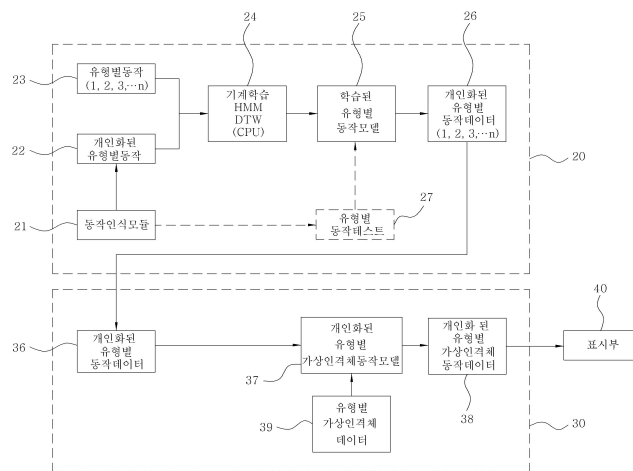 24
25
26
23
유형별동작
(1, 2, 3,…n)
기계학습
HMM
DTW
(CPU)
학습된
유형별
동작모델
개인화된
유형별
동작데이터
(1, 2, 3,…n)
22
개인화된
유형별동작
20
21
동작인식모듈
유형별
동작테스트
27
36
개인화된
유형별
동작데이터
개인화된
유형별
가상인격체동작모델
37
개인화 된
유형별
가상인격체
동작데이터
38
40
표시부
39
유형별
가상인격체
데이터
30